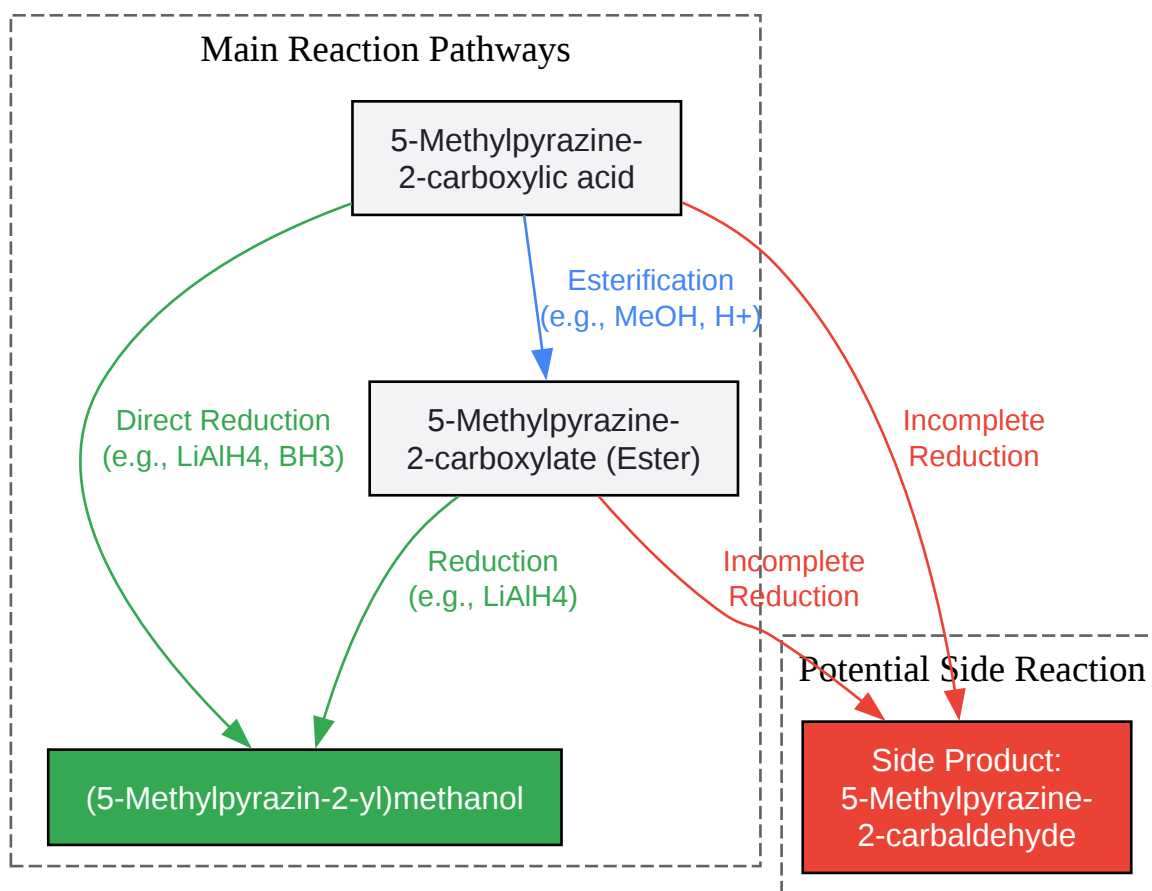 Main Reaction Pathways
5-Methylpyrazine-
2-carboxylic acid
Esterification
(e.g., MeOH, H+)
Direct Reduction
(e.g., LiAlH4, BH3)
5-Methylpyrazine-
2-carboxylate (Ester)
Incomplete
Reduction
Reduction
(e.g., LiAlH4)
Incomplete
Reduction
Potential Side Reaction
(5-Methylpyrazin-2-yl)methanol
Side Product:
5-Methylpyrazine-
2-carbaldehyde